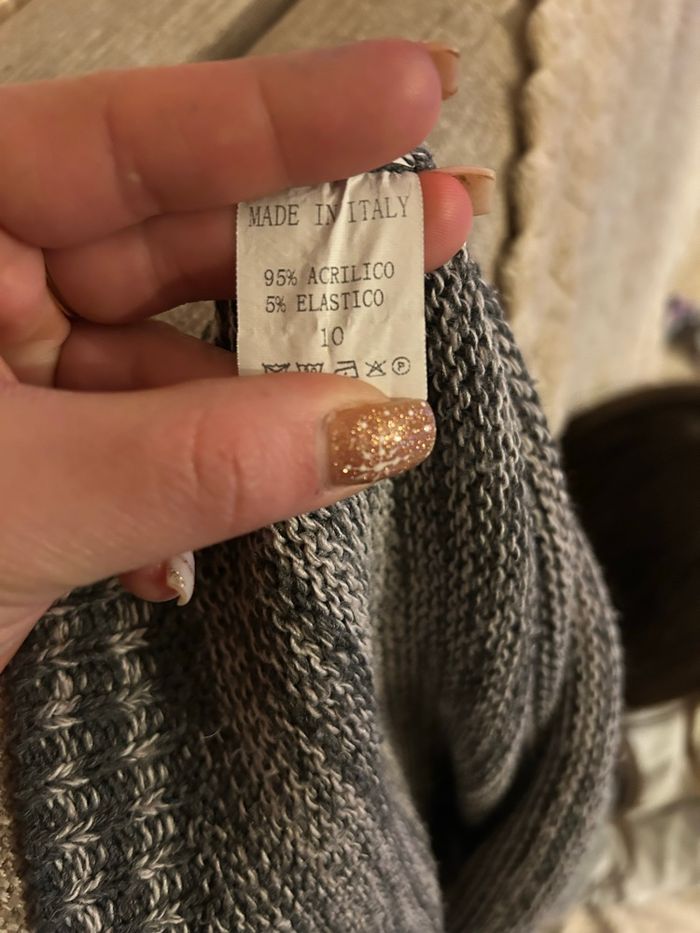 MADE IN ITALY
95% ACRILICO
5% ELASTICO
10
P